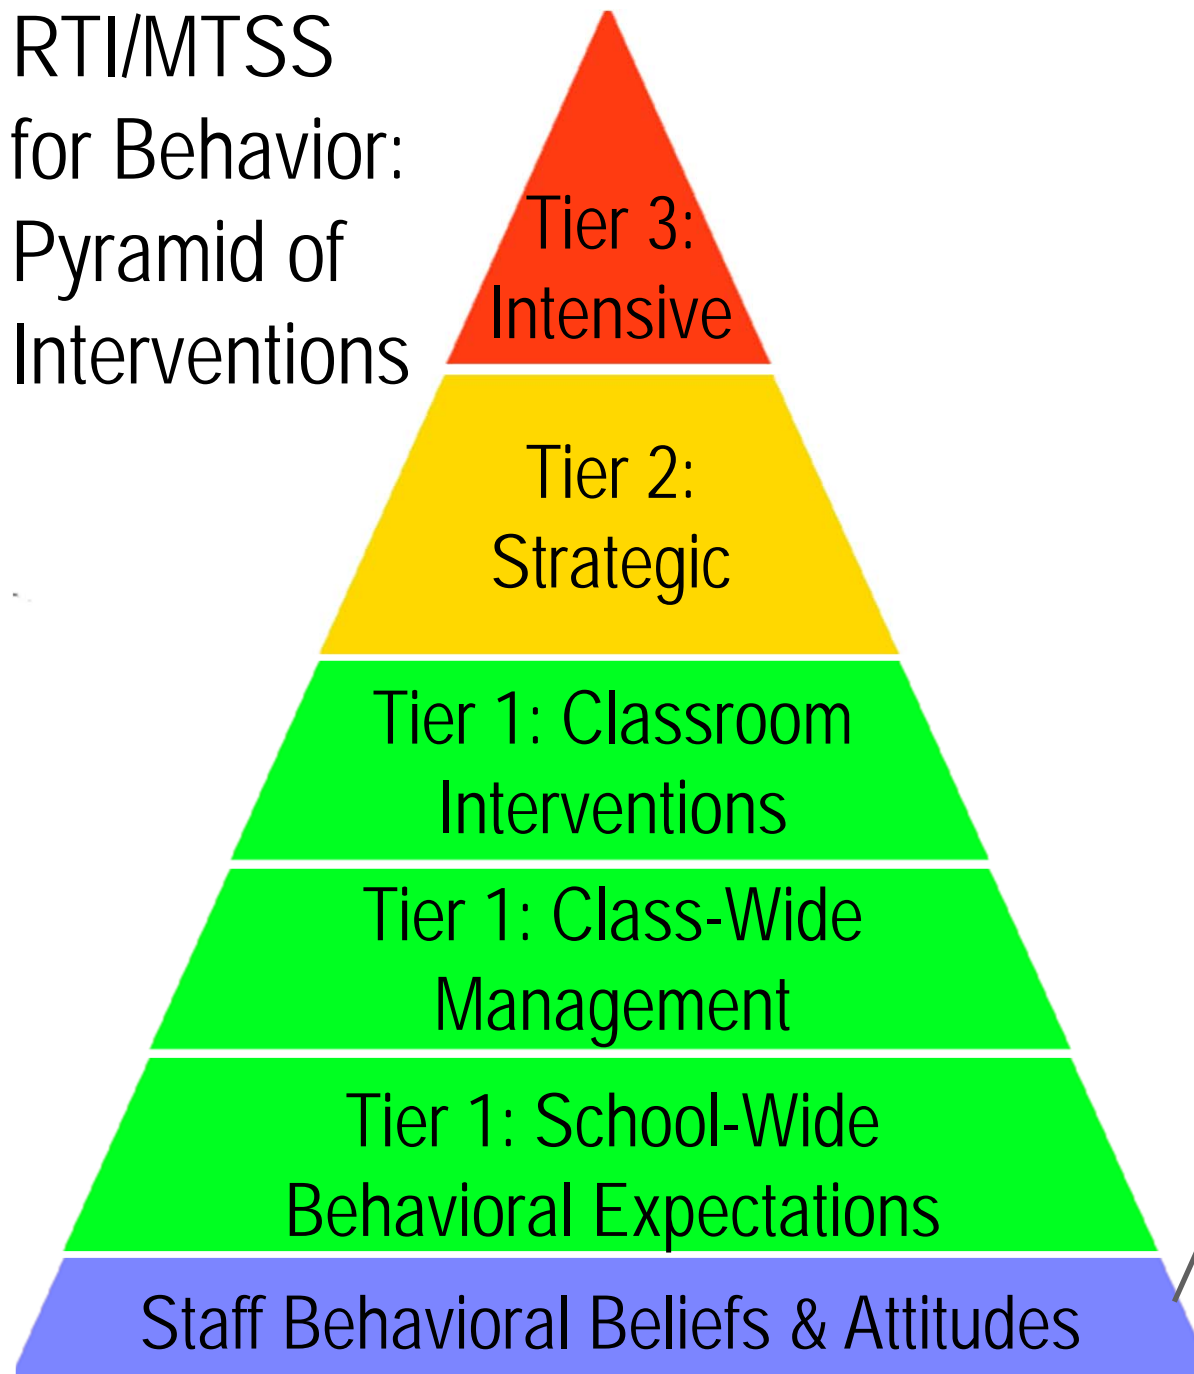 RTI/MTSS
for Behavior:
Pyramid of
Interventions
Tier 3:
Intensive
Tier 2:
Strategic
Tier 1: Classroom
Interventions
Tier 1: Class-Wide
Management
Tier 1: School-Wide
Behavioral Expectations
Staff Behavioral Beliefs & Attitudes